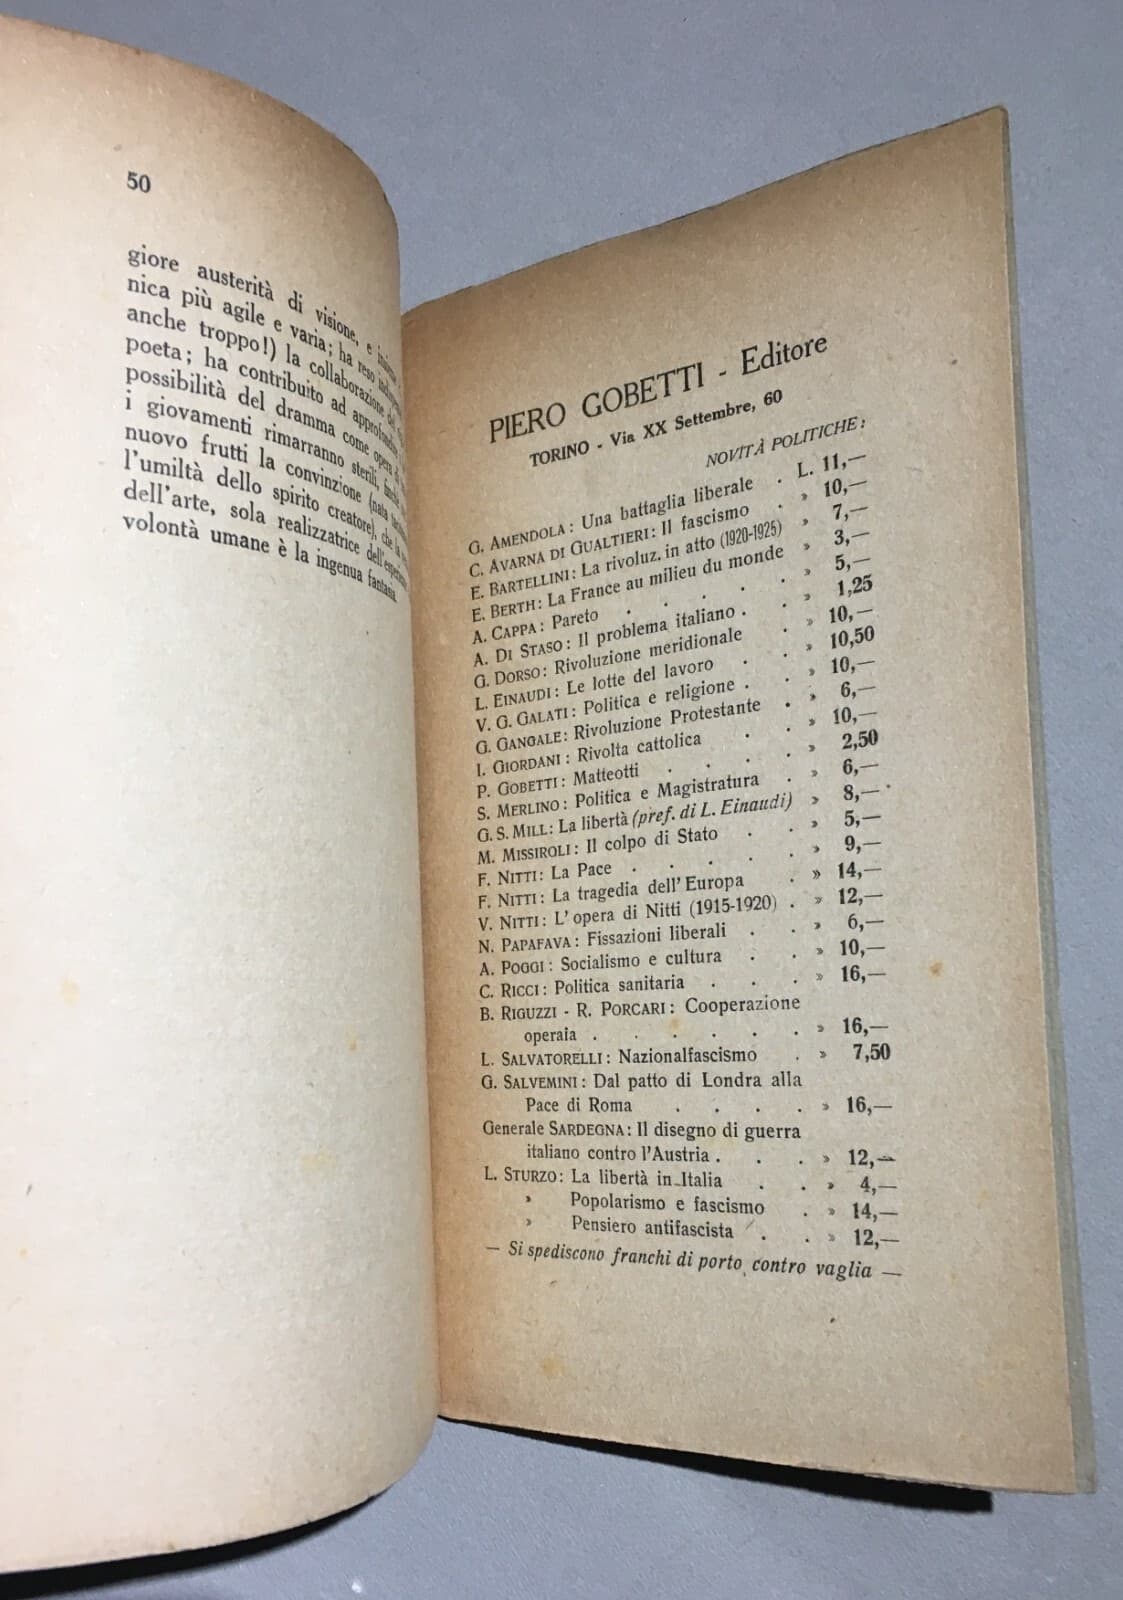 50
giore austerità di visione, e
nica più agile e varia; ha reso
anche troppo!) la collaborazione del
poeta; ha contribuito ad approfondire
possibilità del dramma come opera di
i giovamenti rimarranno sterili, finchè
nuovo frutti la convinzione (nata
l'umiltà dello spirito creatore), che la
dell'arte, sola realizzatrice dell'esperienza
volontà umane è la ingenua fantasia.
PIERO GOBETTI - Editore
TORINO - Via XX Settembre, 60
NOVITÀ POLITICHE:
G. AMENDOLA: Una battaglia liberale . L. 11,—
C. AVARNA DI GUALTIERI: Il fascismo . » 10,—
E. BARTELLINI: La rivoluz. in atto (1920-1925) » 7,—
E. BERTH: La France au milieu du monde » 3,—
A. CAPPA: Pareto . . . . . » 5,—
A. DI STASO: Il problema italiano . . » 1,25
G. DORSO: Rivoluzione meridionale . » 10,—
L. EINAUDI: Le lotte del lavoro . . » 10,50
V. G. GALATI: Politica e religione . . » 10,—
G. GANGALE: Rivoluzione Protestante . » 6,—
I. GIORDANI: Rivolta cattolica . . » 10,—
P. GOBETTI: Matteotti . . . . » 2,50
S. MERLINO: Politica e Magistratura . » 6,—
G. S. MILL: La libertà (pref. di L. Einaudi) » 8,—
M. MISSIROLI: Il colpo di Stato . . » 5,—
F. NITTI: La Pace . . . . . » 9,—
F. NITTI: La tragedia dell'Europa . » 14,—
V. NITTI: L'opera di Nitti (1915-1920) . » 12,—
N. PAPAFAVA: Fissazioni liberali . . » 6,—
A. POGGI: Socialismo e cultura . . » 10,—
C. RICCI: Politica sanitaria . . . » 16,—
B. RIGUZZI - R. PORCARI: Cooperazione
operaia . . . . . . » 16,—
L. SALVATORELLI: Nazionalfascismo . » 7,50
G. SALVEMINI: Dal patto di Londra alla
Pace di Roma . . . . » 16,—
Generale SARDEGNA: Il disegno di guerra
italiano contro l'Austria . . . » 12,—
L. STURZO: La libertà in Italia . . » 4,—
» Popolarismo e fascismo . » 14,—
» Pensiero antifascista . . » 12,—
— Si spediscono franchi di porto contro vaglia —